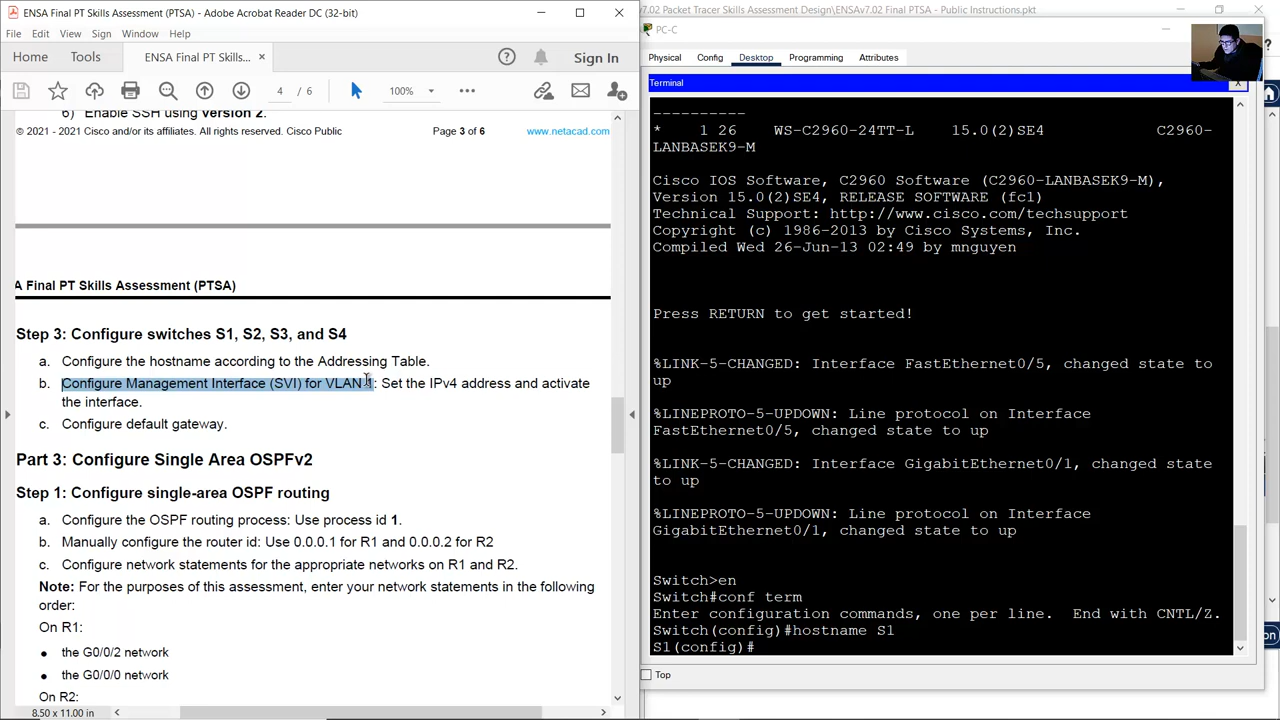 ENSA Final PT Skills Assessment (PTSA) - Adobe Acrobat Reader DC (32-bit)
File Edit View Sign Window Help
Home Tools ENSA Final PT Skills... × Sign In
4 / 6 100%
6) Enable SSH using version 2.
© 2021 - 2021 Cisco and/or its affiliates. All rights reserved. Cisco Public Page 3 of 6 www.netacad.com
A Final PT Skills Assessment (PTSA)
Step 3: Configure switches S1, S2, S3, and S4
a. Configure the hostname according to the Addressing Table.
b. Configure Management Interface (SVI) for VLAN 1: Set the IPv4 address and activate
the interface.
c. Configure default gateway.
Part 3: Configure Single Area OSPFv2
Step 1: Configure single-area OSPF routing
a. Configure the OSPF routing process: Use process id 1.
b. Manually configure the router id: Use 0.0.0.1 for R1 and 0.0.0.2 for R2
c. Configure network statements for the appropriate networks on R1 and R2.
Note: For the purposes of this assessment, enter your network statements in the following
order:
On R1:
• the G0/0/2 network
• the G0/0/0 network
On R2:
8.50 x 11.00 in
v7.02 Packet Tracer Skills Assessment Design\ENSAv7.02 Final PTSA - Public Instructions.pkt
PC-C
Physical Config Desktop Programming Attributes
Terminal
----------
* 1 26 WS-C2960-24TT-L 15.0(2)SE4 C2960-
LANBASEK9-M
Cisco IOS Software, C2960 Software (C2960-LANBASEK9-M),
Version 15.0(2)SE4, RELEASE SOFTWARE (fc1)
Technical Support: http://www.cisco.com/techsupport
Copyright (c) 1986-2013 by Cisco Systems, Inc.
Compiled Wed 26-Jun-13 02:49 by mnguyen
Press RETURN to get started!
%LINK-5-CHANGED: Interface FastEthernet0/5, changed state to
up
%LINEPROTO-5-UPDOWN: Line protocol on Interface
FastEthernet0/5, changed state to up
%LINK-5-CHANGED: Interface GigabitEthernet0/1, changed state
to up
%LINEPROTO-5-UPDOWN: Line protocol on Interface
GigabitEthernet0/1, changed state to up
Switch>en
Switch#conf term
Enter configuration commands, one per line. End with CNTL/Z.
Switch(config)#hostname S1
S1(config)#
Top